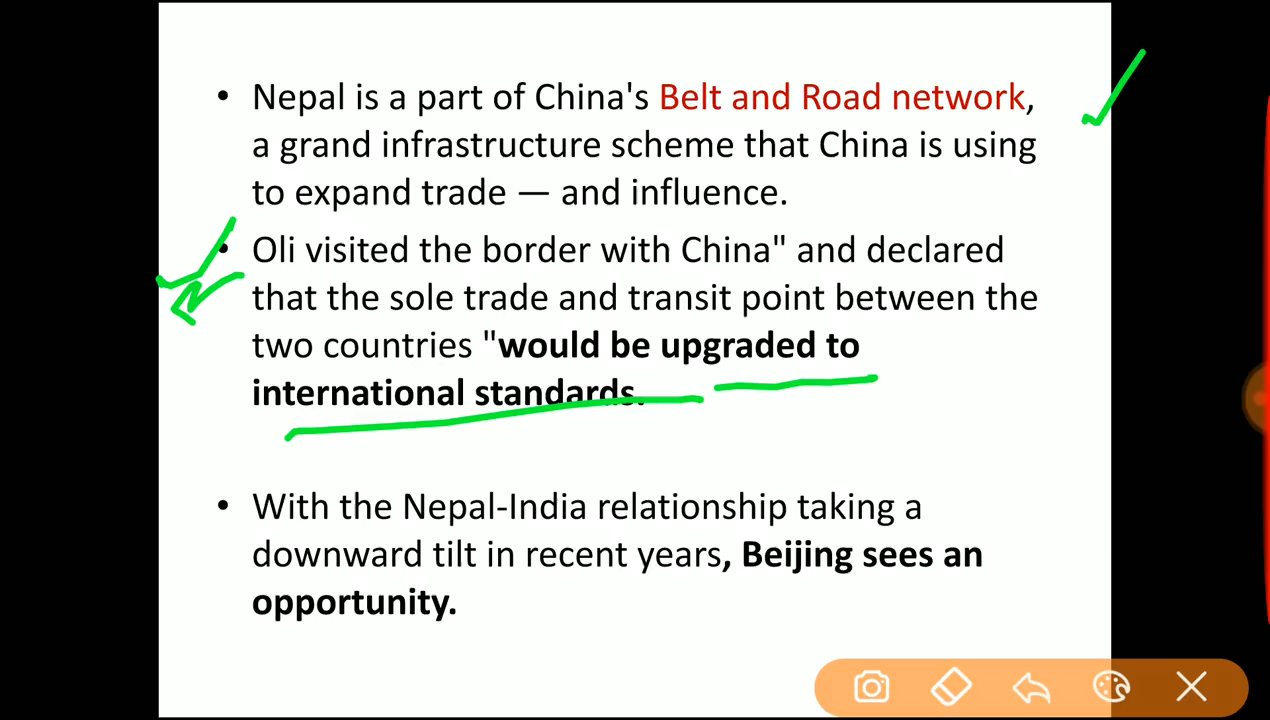 • Nepal is a part of China's Belt and Road network,
a grand infrastructure scheme that China is using
to expand trade — and influence.
• Oli visited the border with China" and declared
that the sole trade and transit point between the
two countries "would be upgraded to
international standards.
• With the Nepal-India relationship taking a
downward tilt in recent years, Beijing sees an
opportunity.